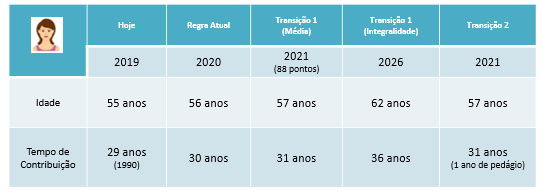 Hoje Regra Atual Transição 1 Transição 1 Transição 2
(Média) (Integralidade)
2019 2020 2021 2026 2021
(88 pontos)
Idade 55 anos 56 anos 57 anos 62 anos 57 anos
Tempo de 29 anos 30 anos 31 anos 36 anos 31 anos
Contribuição (1990) (1 ano de pedágio)